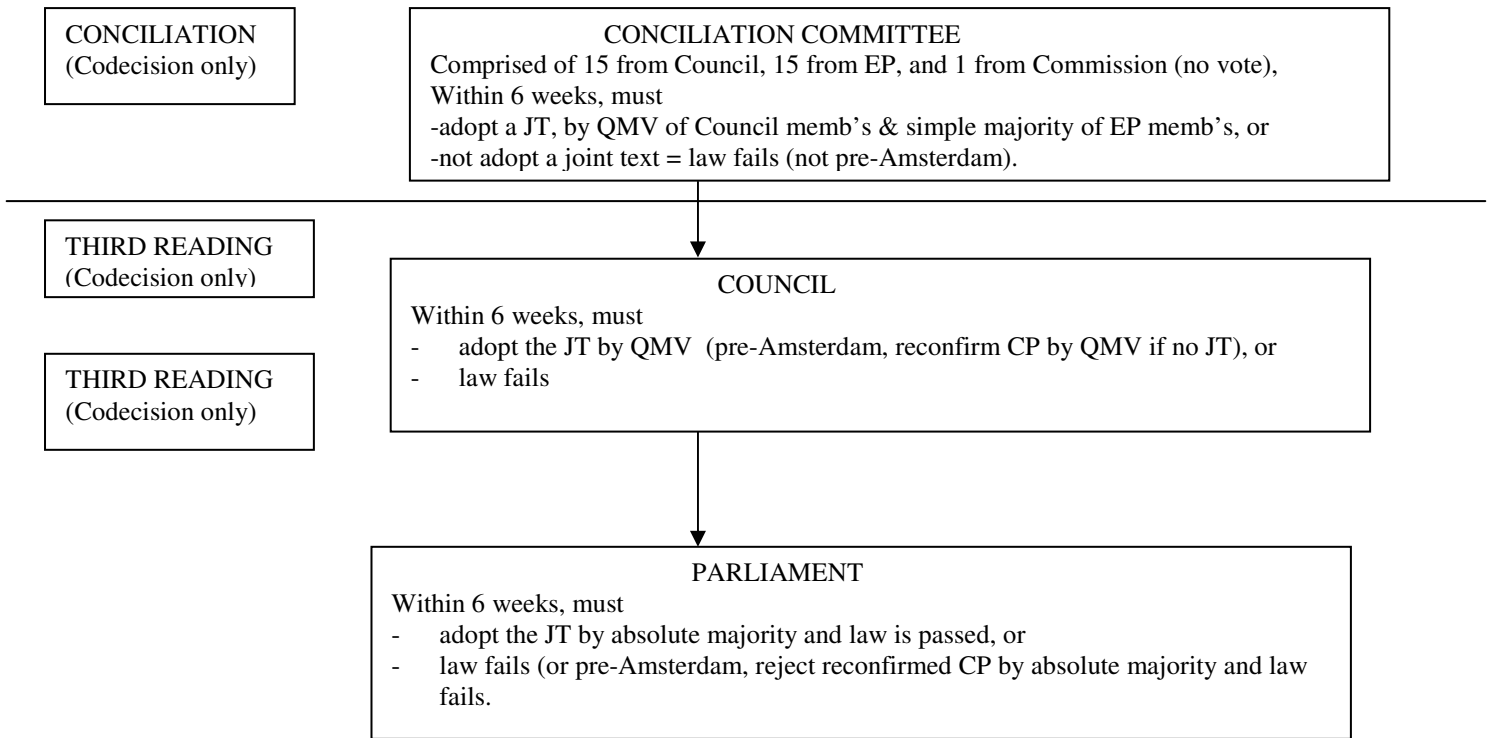 CONCILIATION
(Codecision only)
CONCILIATION COMMITTEE
Comprised of 15 from Council, 15 from EP, and 1 from Commission (no vote),
Within 6 weeks, must
-adopt a JT, by QMV of Council memb's & simple majority of EP memb's, or
-not adopt a joint text = law fails (not pre-Amsterdam).
THIRD READING
(Codecision only)
COUNCIL
Within 6 weeks, must
- adopt the JT by QMV (pre-Amsterdam, reconfirm CP by QMV if no JT), or
- law fails
THIRD READING
(Codecision only)
PARLIAMENT
Within 6 weeks, must
- adopt the JT by absolute majority and law is passed, or
- law fails (or pre-Amsterdam, reject reconfirmed CP by absolute majority and law
fails.